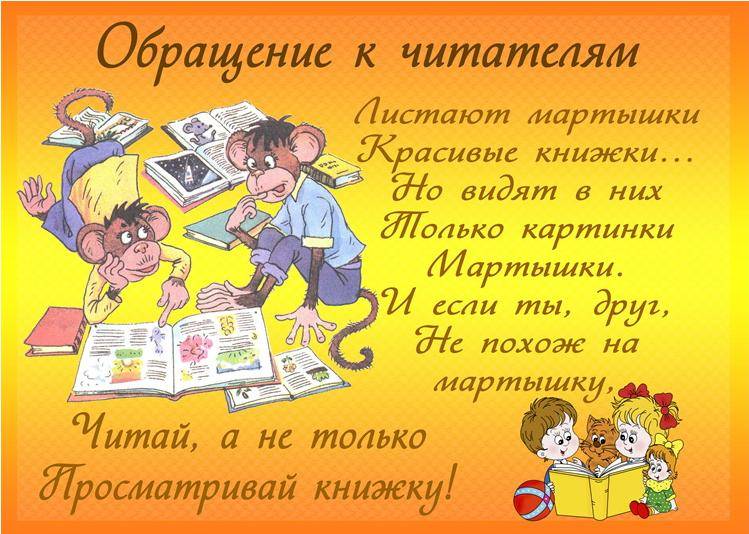 Обращение к читателям
Листают мартышки
Красивые книжки...
Но видят в них
Только картинки
Мартышки.
И если ты, друг,
Не похож на
мартышку,
Читай, а не только
Просматривай книжку!